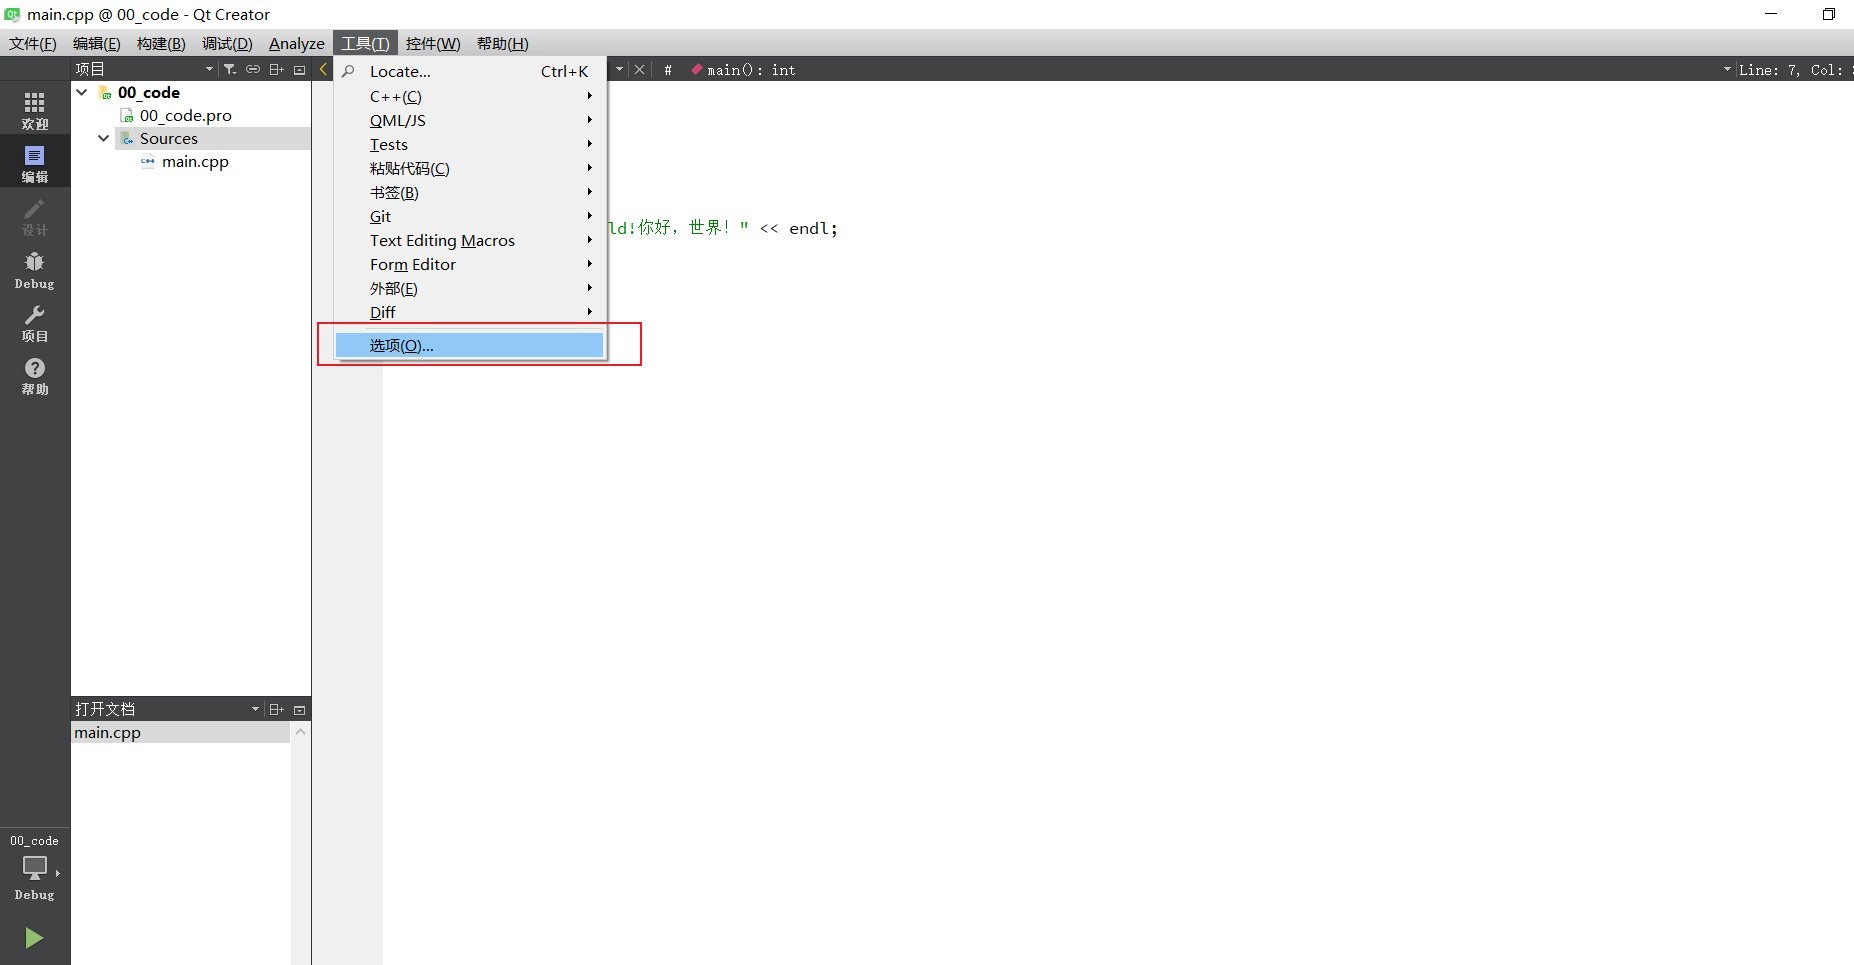 main.cpp @ 00_code - Qt Creator
文件(F) 编辑(E) 构建(B) 调试(D) Analyze 工具(T) 控件(W) 帮助(H)
项目
# main(): int
Line: 7, Col:
欢迎
编辑
设计
Debug
项目
帮助
00_code
00_code.pro
Sources
main.cpp
Locate... Ctrl+K
C++(C)
QML/JS
Tests
粘贴代码(C)
书签(B)
Git
Text Editing Macros
Form Editor
外部(E)
Diff
选项(O)...
ld!你好，世界！" << endl;
打开文档
main.cpp
00_code
Debug